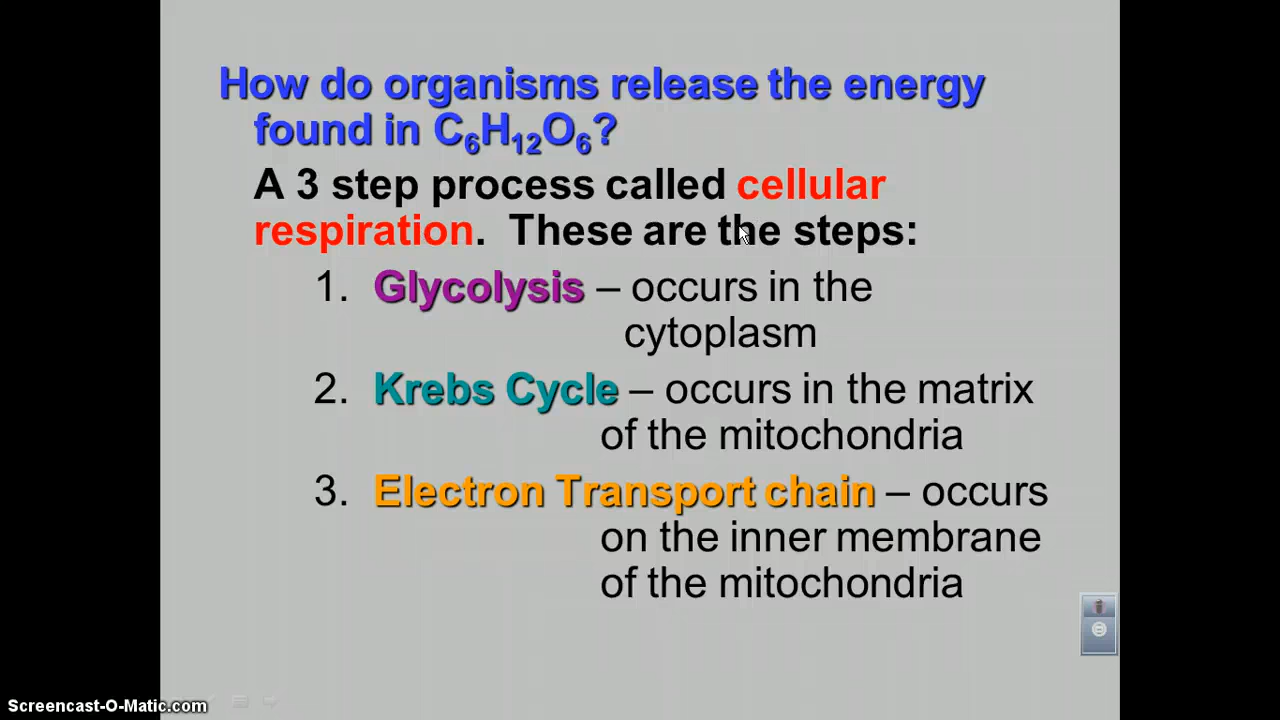 How do organisms release the energy
found in C₆H₁₂O₆?
A 3 step process called cellular
respiration.  These are the steps:
1. Glycolysis – occurs in the
cytoplasm
2. Krebs Cycle – occurs in the matrix
of the mitochondria
3. Electron Transport chain – occurs
on the inner membrane
of the mitochondria
Screencast-O-Matic.com